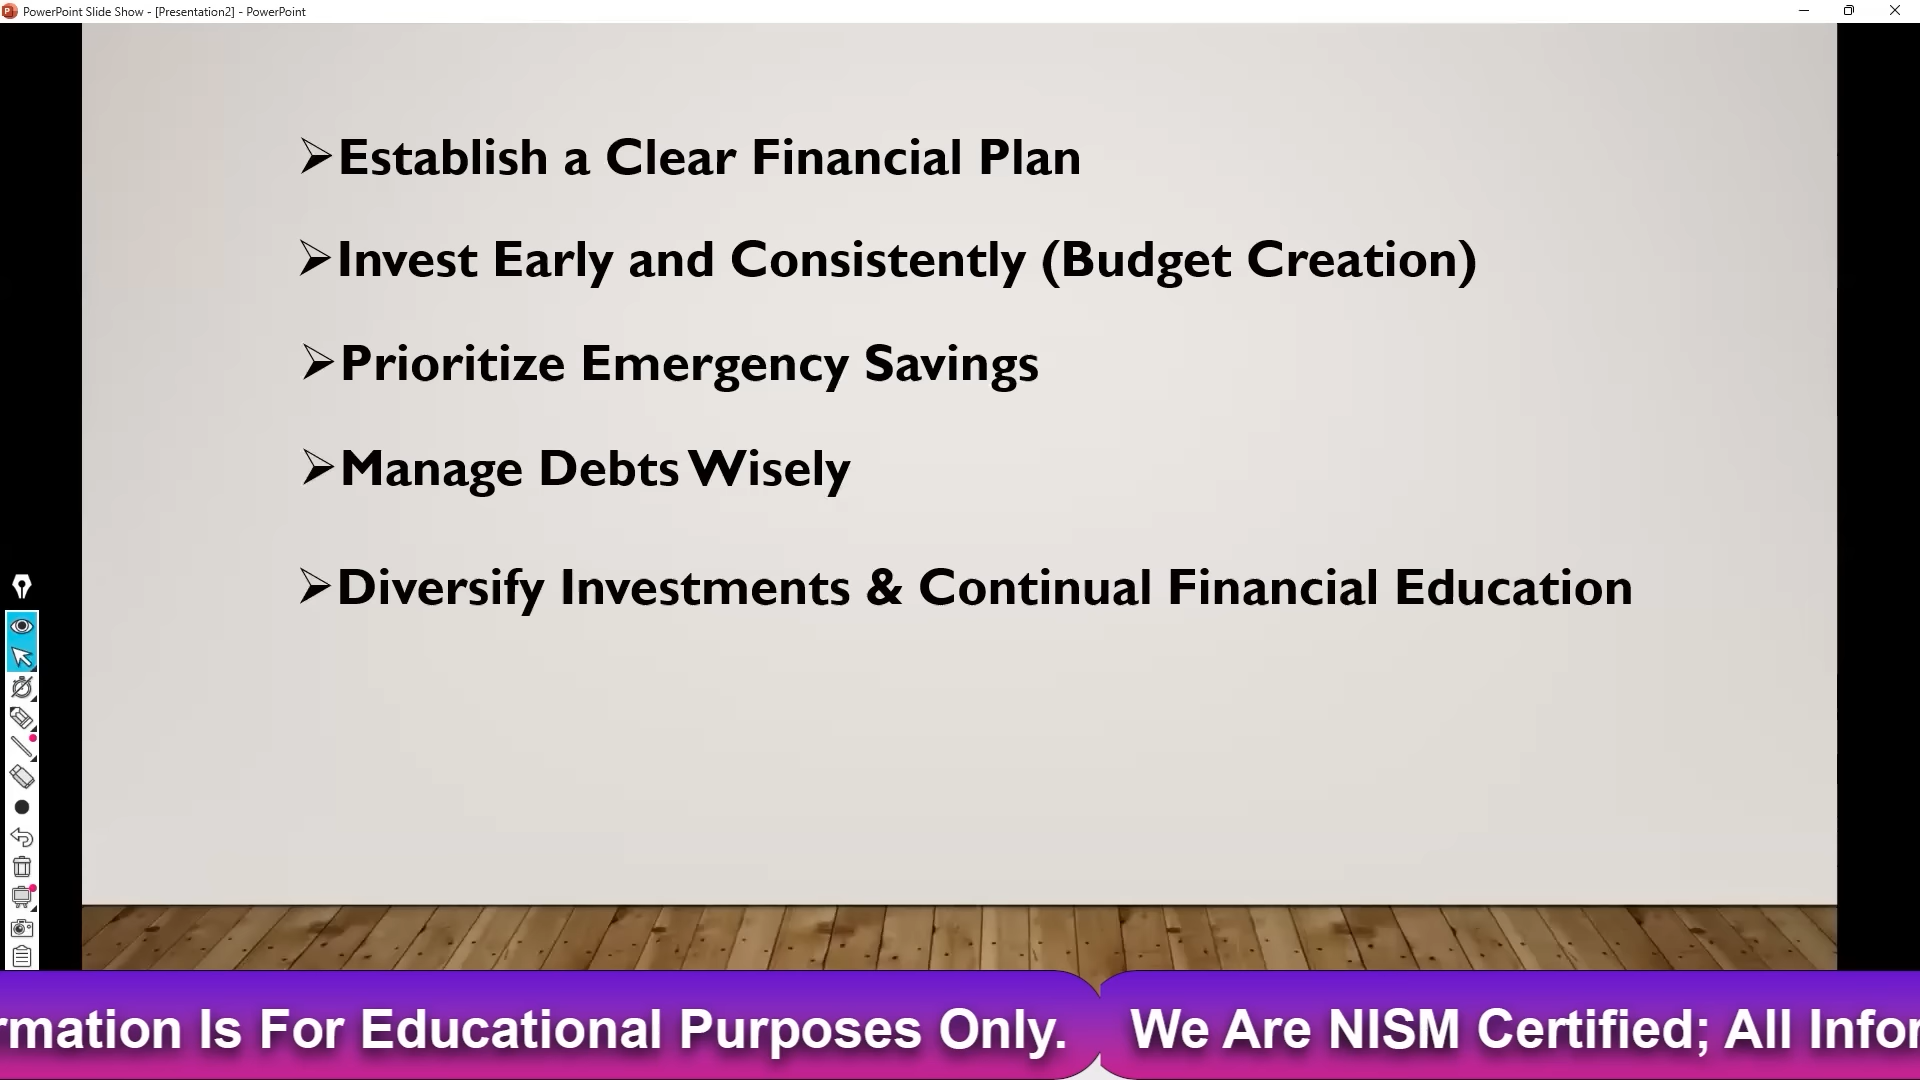 PowerPoint Slide Show - [Presentation2] - PowerPoint
➢Establish a Clear Financial Plan
➢Invest Early and Consistently (Budget Creation)
➢Prioritize Emergency Savings
➢Manage Debts Wisely
➢Diversify Investments & Continual Financial Education
rmation Is For Educational Purposes Only. We Are NISM Certified; All Infor